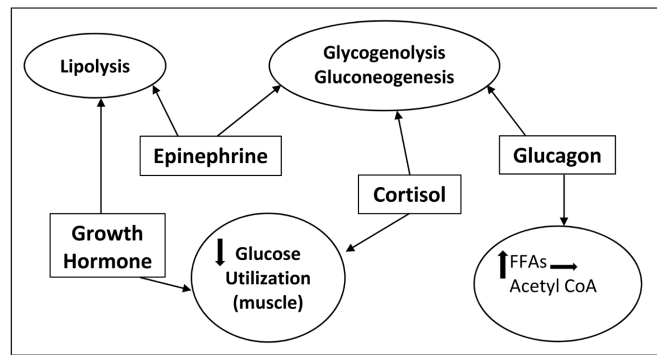 Lipolysis
Glycogenolysis
Gluconeogenesis
Epinephrine
Glucagon
Cortisol
Growth
Hormone
Glucose
Utilization
(muscle)
FFAs
Acetyl CoA